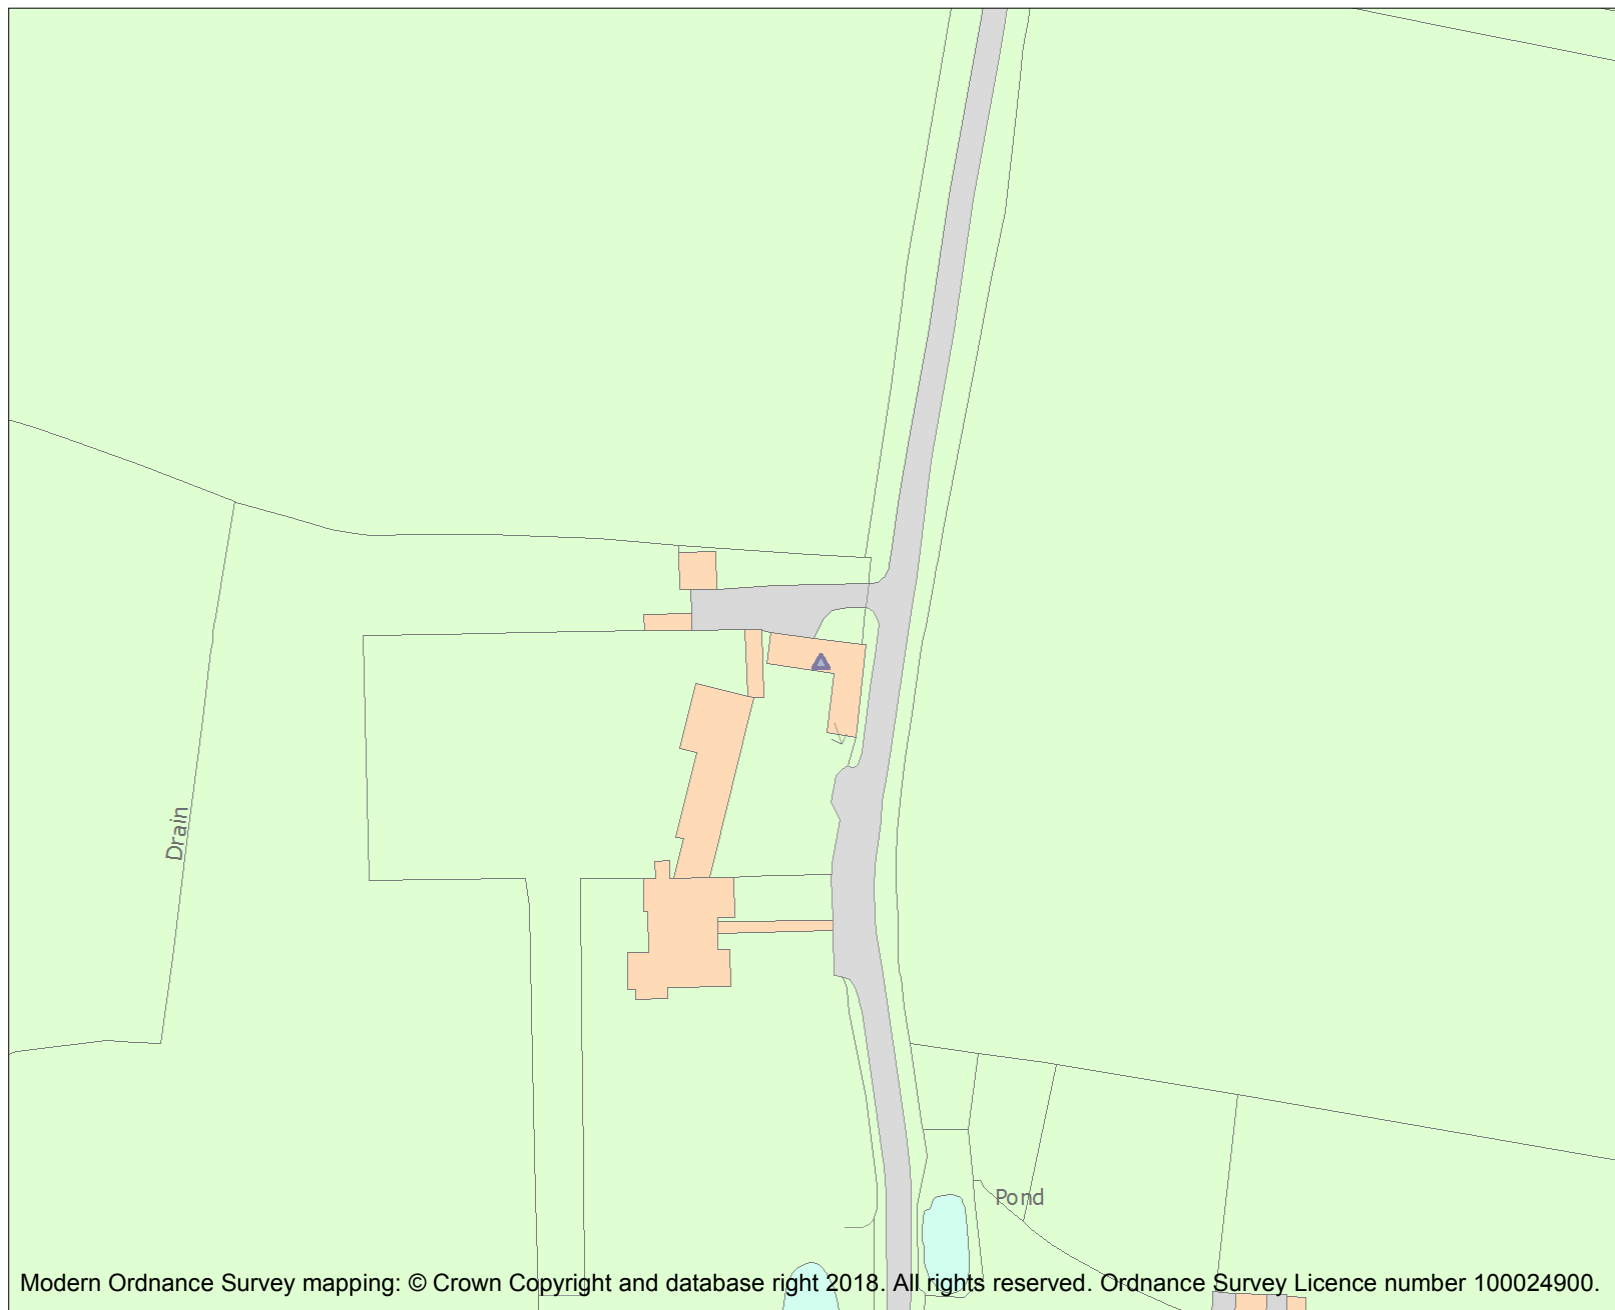 Drain
Pond
Modern Ordnance Survey mapping: © Crown Copyright and database right 2018. All rights reserved. Ordnance Survey Licence number 100024900.